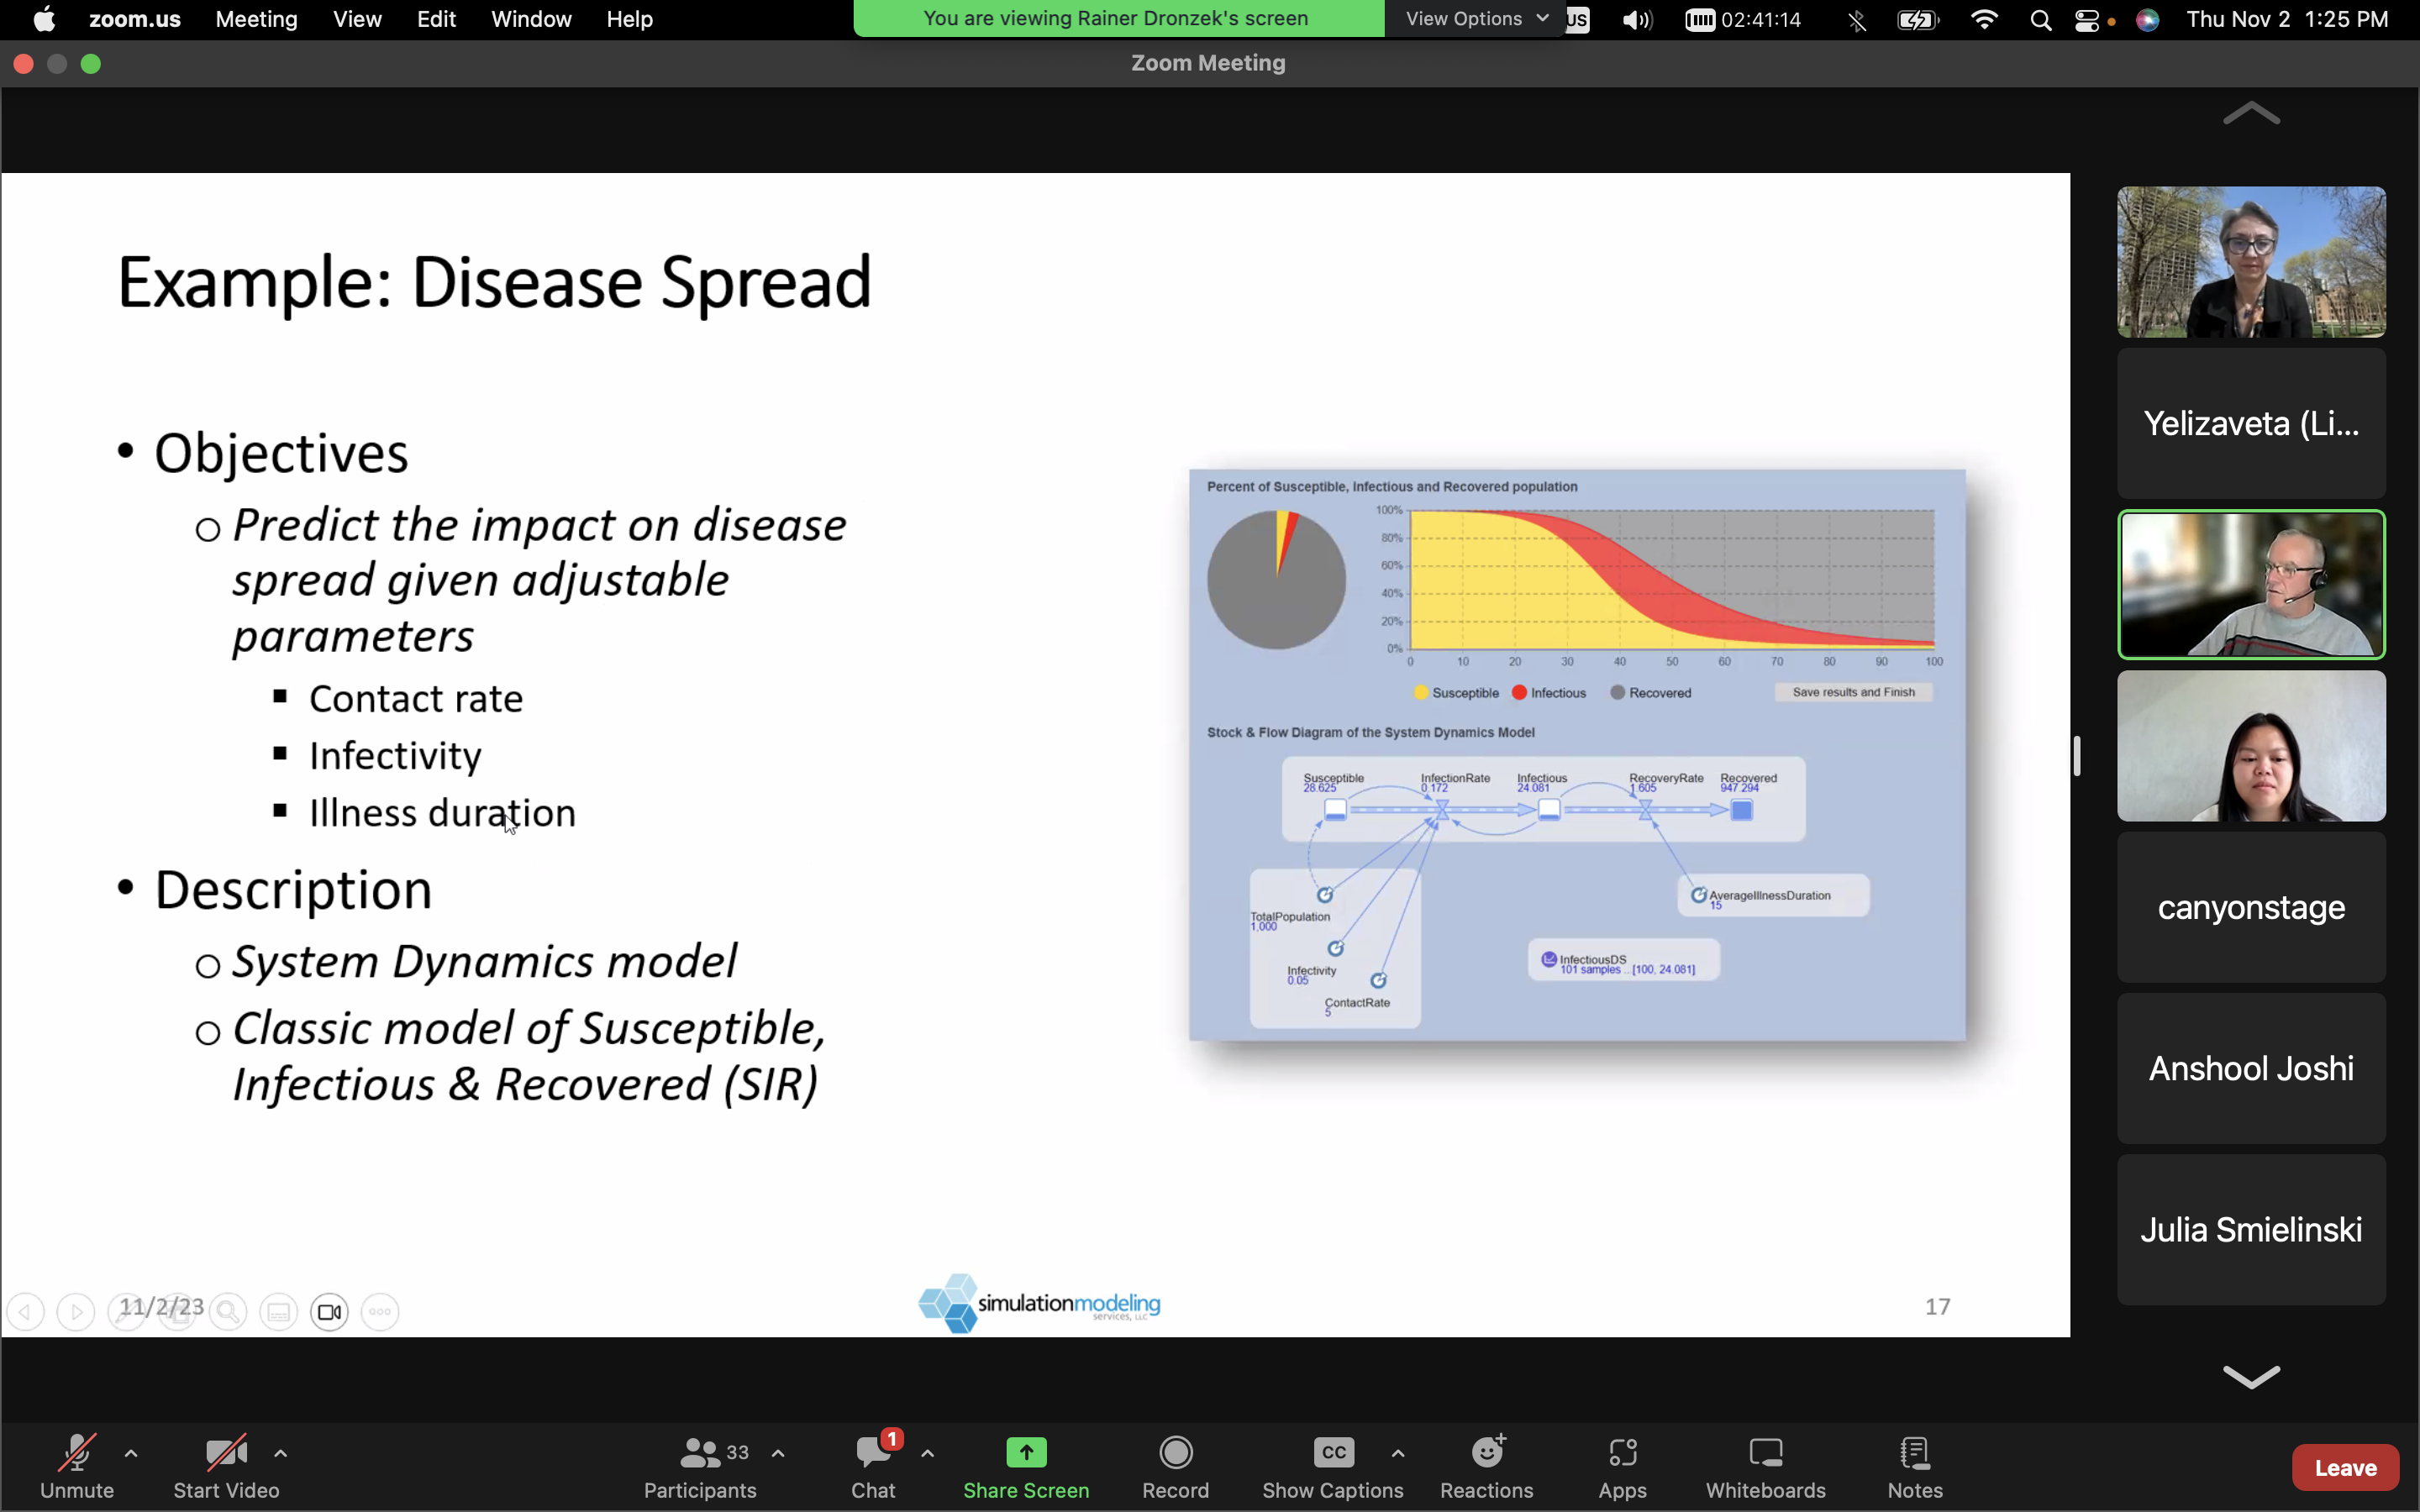 zoom.us Meeting View Edit Window Help
You are viewing Rainer Dronzek's screen View Options US 02:41:14 Thu Nov 2 1:25 PM
Zoom Meeting
Example: Disease Spread
• Objectives
o Predict the impact on disease
spread given adjustable
parameters
▪ Contact rate
▪ Infectivity
▪ Illness duration
• Description
o System Dynamics model
o Classic model of Susceptible,
Infectious & Recovered (SIR)
Percent of Susceptible, Infectious and Recovered population
100%
80%
60%
40%
20%
0%
0 10 20 30 40 50 60 70 80 90 100
Susceptible Infectious Recovered Save results and Finish
Stock & Flow Diagram of the System Dynamics Model
Susceptible InfectionRate Infectious RecoveryRate Recovered
28.625 0.172 24.081 1.605 947.294
TotalPopulation
1,000
Infectivity
0.05
ContactRate
5
AverageIllnessDuration
15
InfectiousDS
101 samples ...[100, 24.081]
11/2/23
simulationmodeling
services, LLC
17
Yelizaveta (Li...
canyonstage
Anshool Joshi
Julia Smielinski
33 1 CC
Unmute Start Video Participants Chat Share Screen Record Show Captions Reactions Apps Whiteboards Notes
Leave